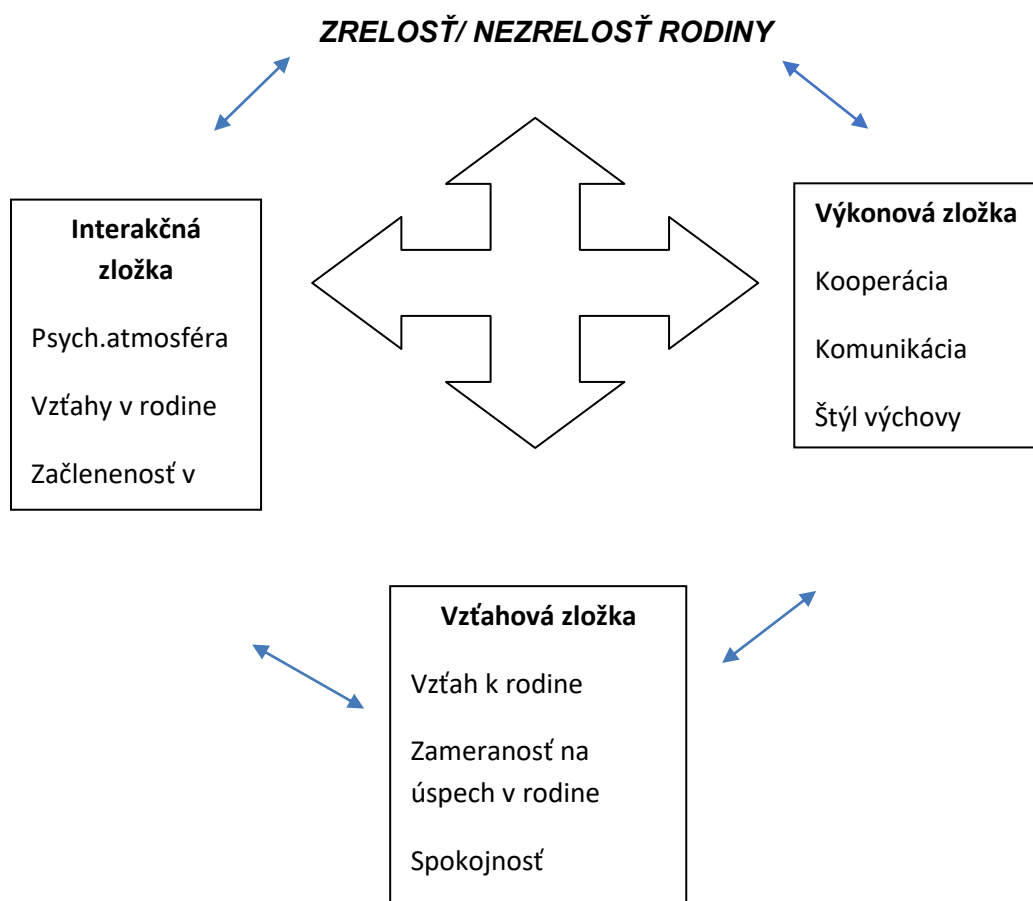 ZRELOSŤ/ NEZRELOSŤ RODINY
Interakčná
zložka
Psych.atmosféra
Vzťahy v rodine
Začlenenosť v
Výkonová zložka
Kooperácia
Komunikácia
Štýl výchovy
Vzťahová zložka
Vzťah k rodine
Zameranosť na
úspech v rodine
Spokojnosť